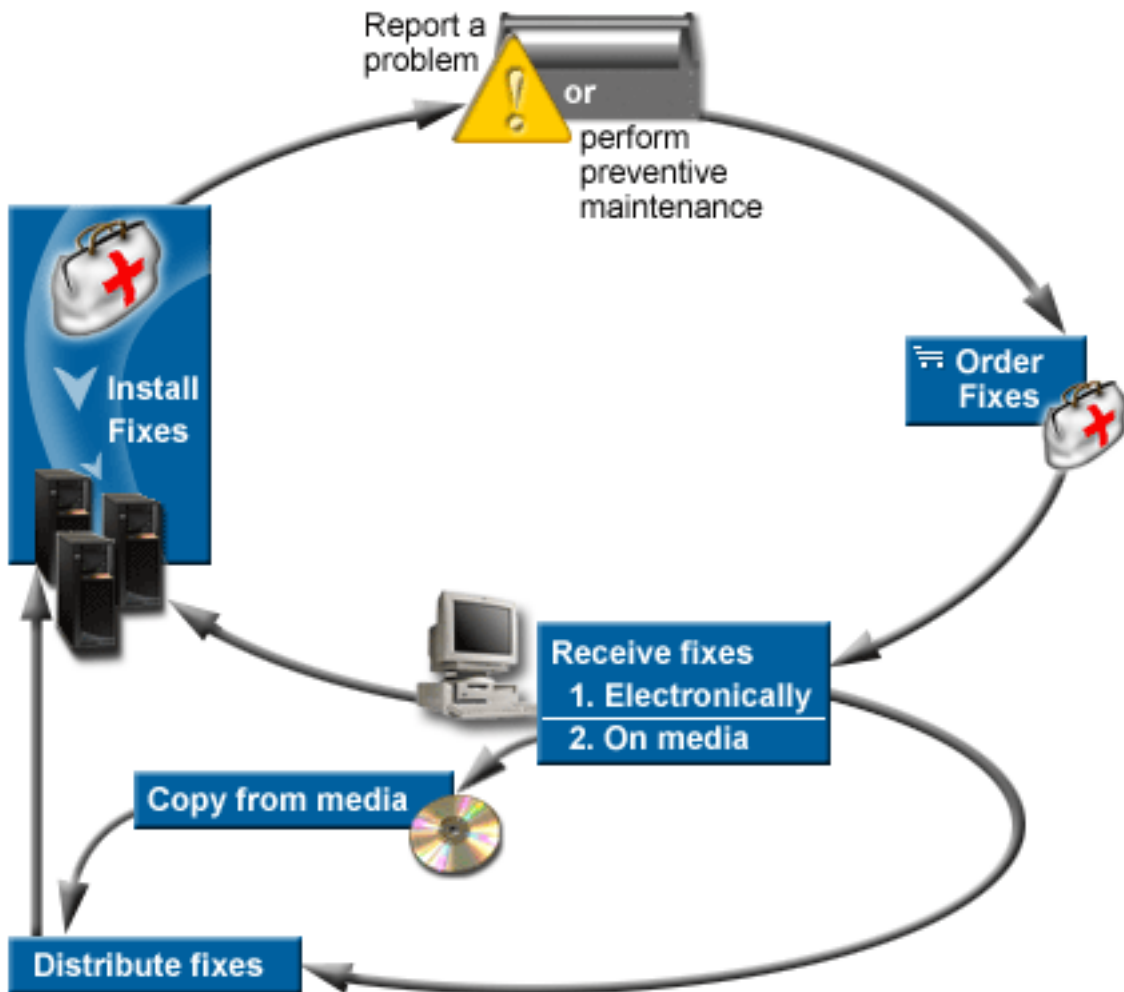 Report a
problem
or
perform
preventive
maintenance
Order
Fixes
Install
Fixes
Receive fixes
1. Electronically
2. On media
Copy from media
Distribute fixes